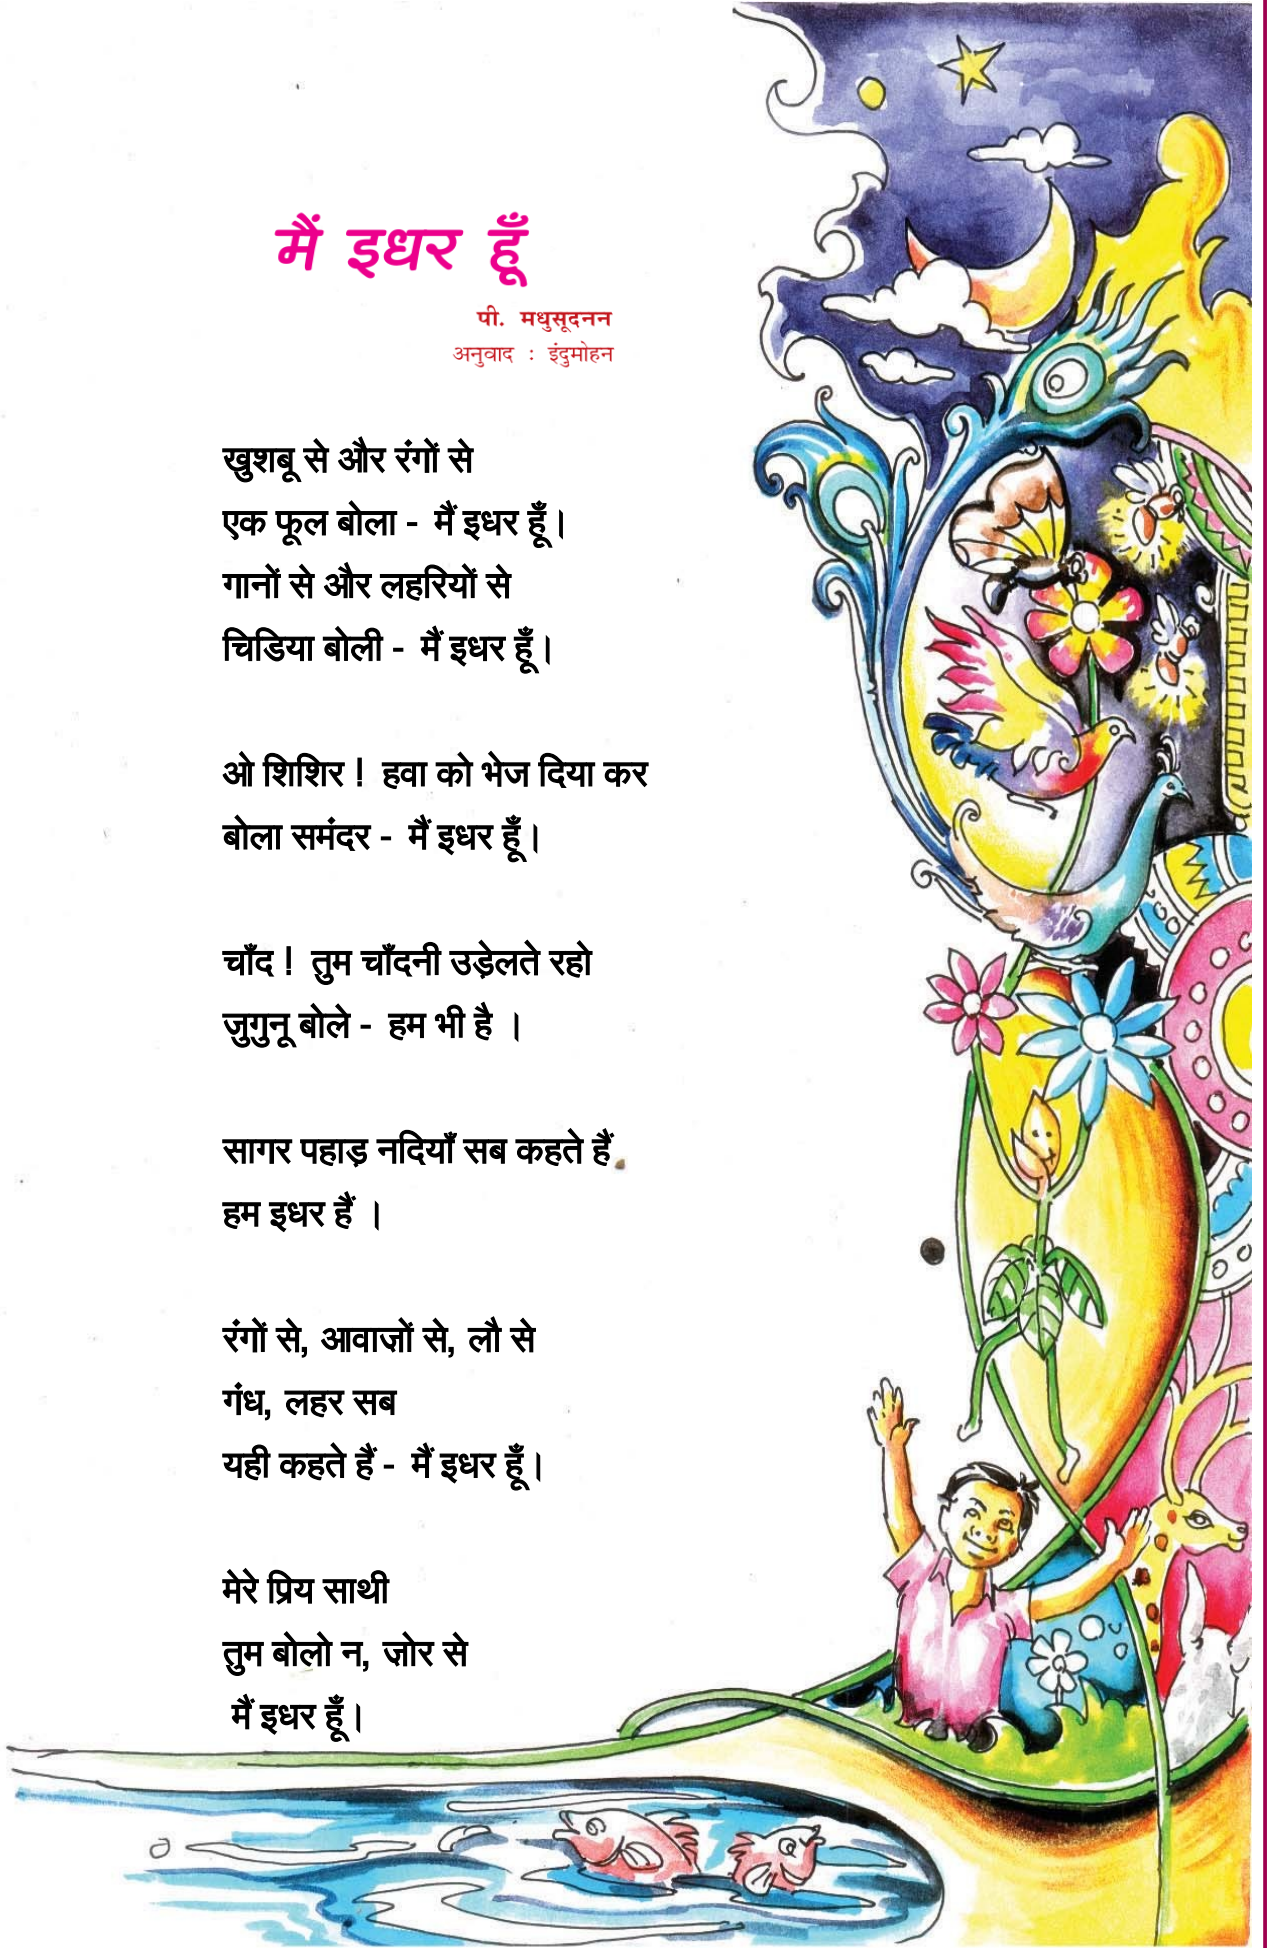 मैं इधर हूँ
पी. मधुसूदनन
अनुवाद : इंदुमोहन
खुशबू से और रंगों से
एक फूल बोला - मैं इधर हूँ।
गानों से और लहरियों से
चिडिया बोली - मैं इधर हूँ।
ओ शिशिर ! हवा को भेज दिया कर
बोला समंदर - मैं इधर हूँ।
चाँद ! तुम चाँदनी उड़ेलते रहो
जुगुनू बोले - हम भी है ।
सागर पहाड़ नदियाँ सब कहते हैं
हम इधर हैं ।
रंगों से, आवाज़ों से, लौ से
गंध, लहर सब
यही कहते हैं - मैं इधर हूँ।
मेरे प्रिय साथी
तुम बोलो न, ज़ोर से
मैं इधर हूँ।